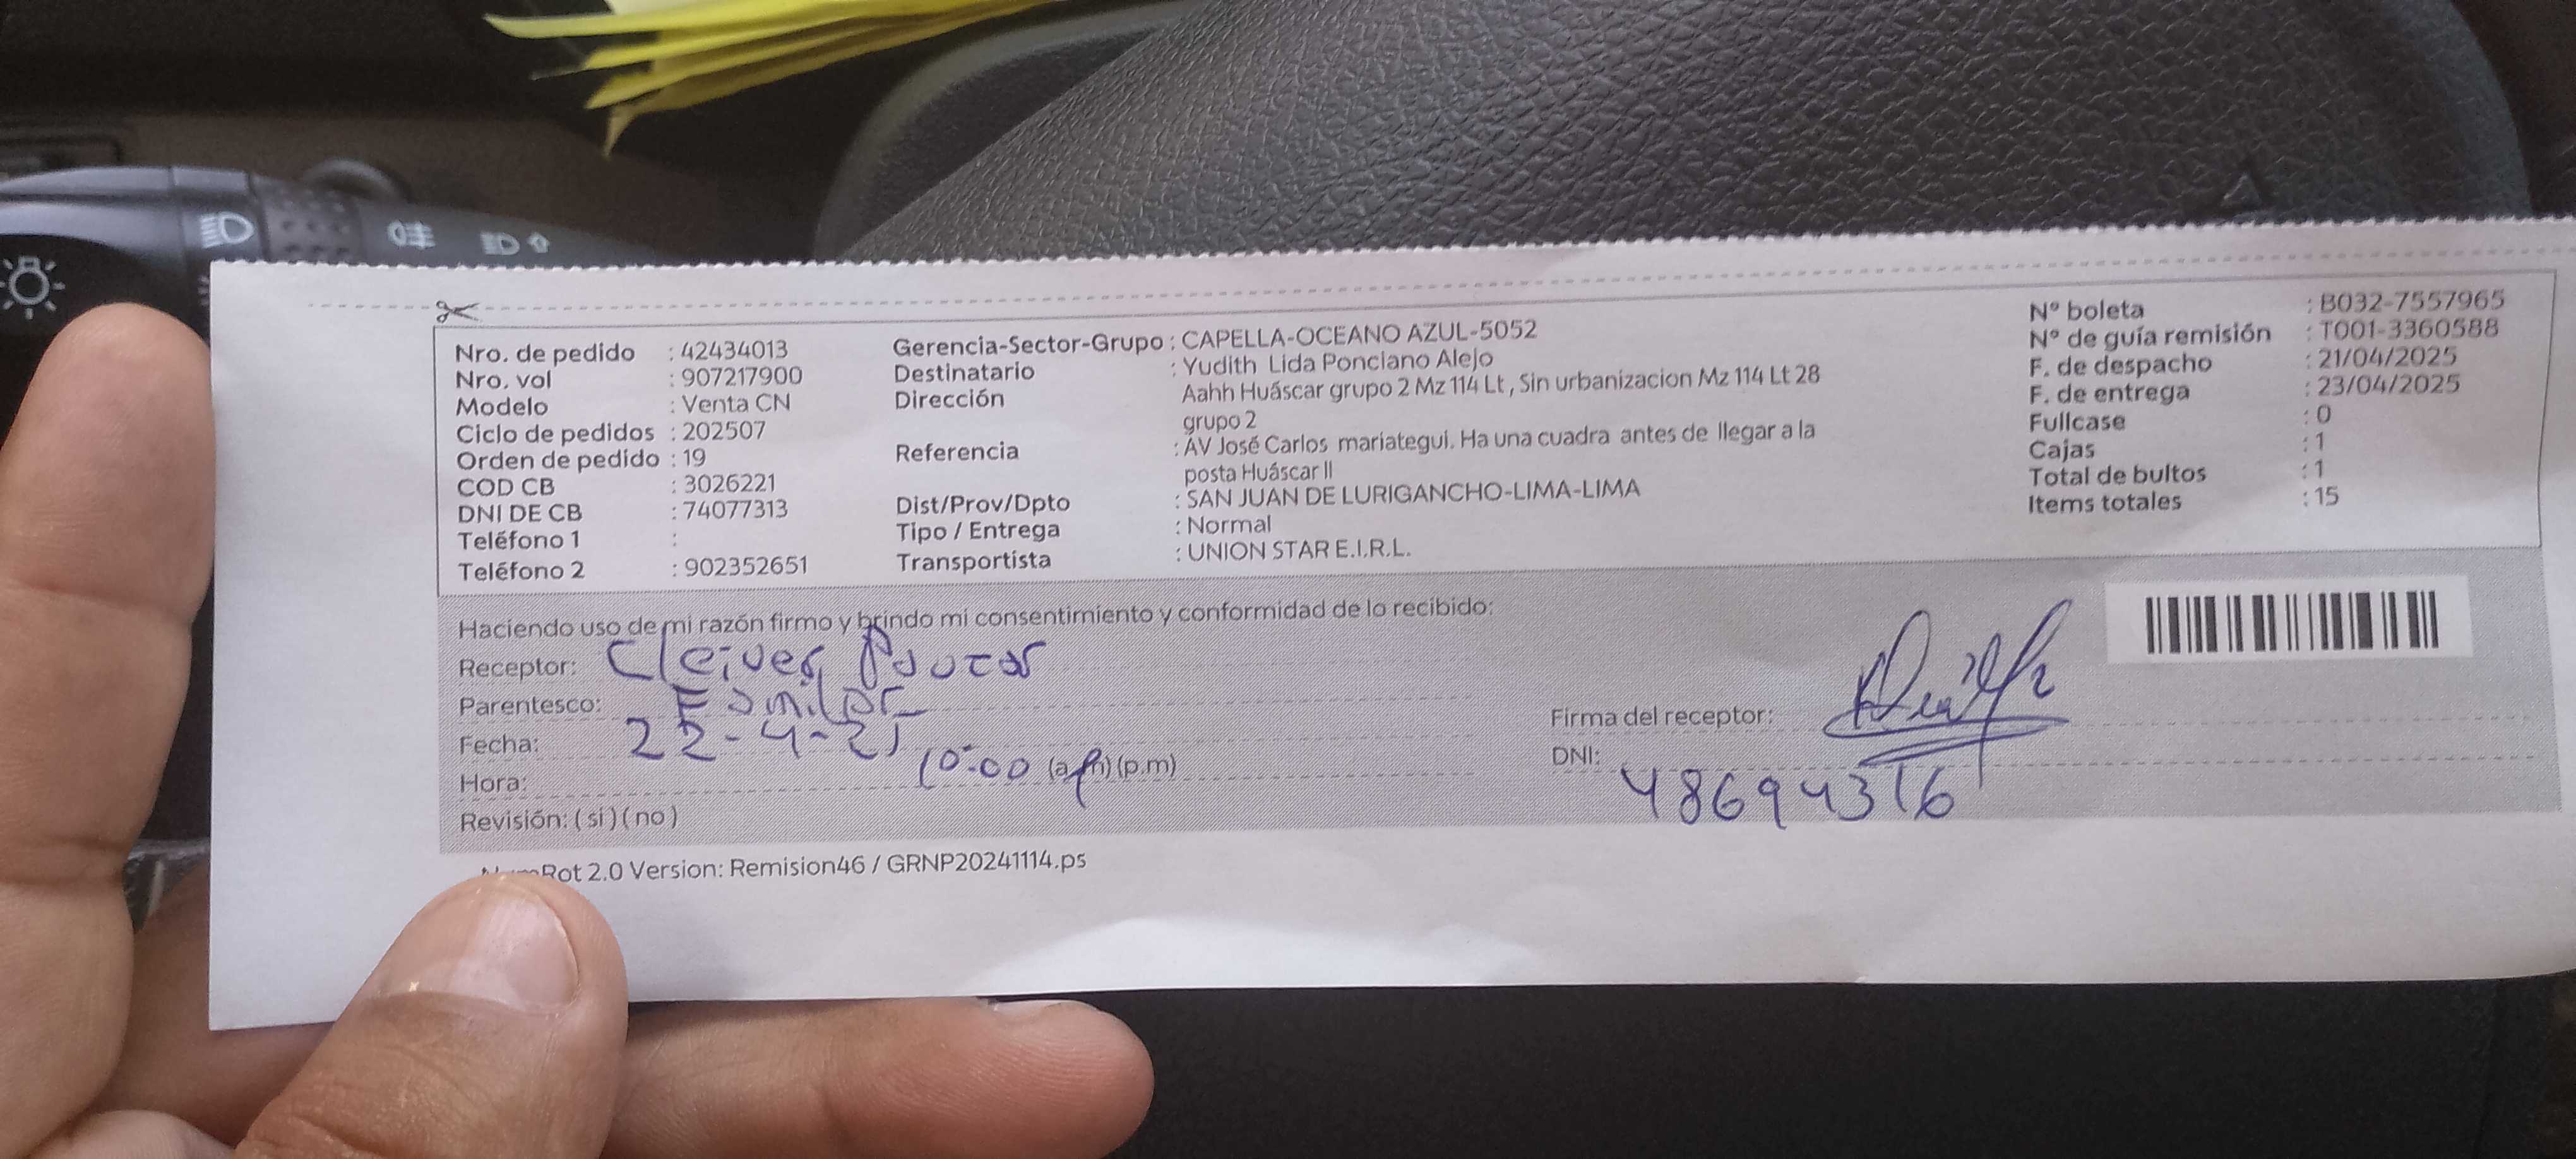 Nro. de pedido : 42434013
Nro. vol : 907217900
Modelo : Venta CN
Ciclo de pedidos : 202507
Orden de pedido : 19
COD CB : 3026221
DNI DE CB : 74077313
Teléfono 1 :
Teléfono 2 : 902352651
Gerencia-Sector-Grupo : CAPELLA-OCEANO AZUL-5052
Destinatario : Yudith Lida Ponciano Alejo
Dirección Aahh Huáscar grupo 2 Mz 114 Lt , Sin urbanizacion Mz 114 Lt 28
grupo 2
Referencia : AV José Carlos mariategui. Ha una cuadra antes de llegar a la
posta Huáscar II
Dist/Prov/Dpto : SAN JUAN DE LURIGANCHO-LIMA-LIMA
Tipo / Entrega : Normal
Transportista : UNION STAR E.I.R.L.
Nº boleta : B032-7557965
Nº de guía remisión : T001-3360588
F. de despacho : 21/04/2025
F. de entrega : 23/04/2025
Fullcase : 0
Cajas : 1
Total de bultos : 1
Items totales : 15
Haciendo uso de mi razón firmo y brindo mi consentimiento y conformidad de lo recibido:
Receptor: Cleiver Paucar
Parentesco: Familar
Fecha: 22-4-25
Hora: 10:00 (a.m) (p.m)
Revisión: ( si ) ( no )
Firma del receptor:
DNI: 48694316
Rot 2.0 Version: Remision46 / GRNP20241114.ps